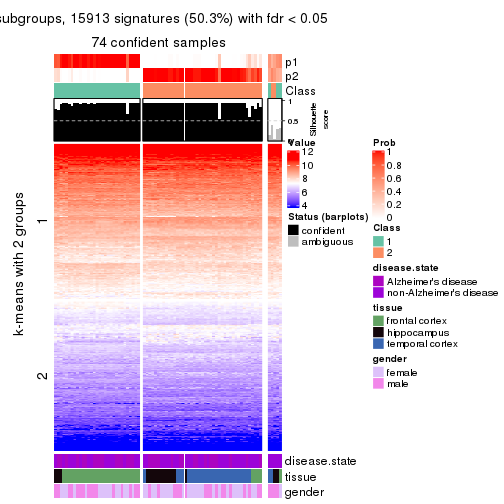 subgroups, 15913 signatures (50.3%) with fdr < 0.05
74 confident samples
p1
p2
Class
1
0.5
0
Silhouette
score
k-means with 2 groups
1
2
disease.state
tissue
gender
Value
12
10
8
6
4
Status (barplots)
confident
ambiguous
Prob
1
0.8
0.6
0.4
0.2
0
Class
1
2
disease.state
Alzheimer's disease
non-Alzheimer's disease
tissue
frontal cortex
hippocampus
temporal cortex
gender
female
male